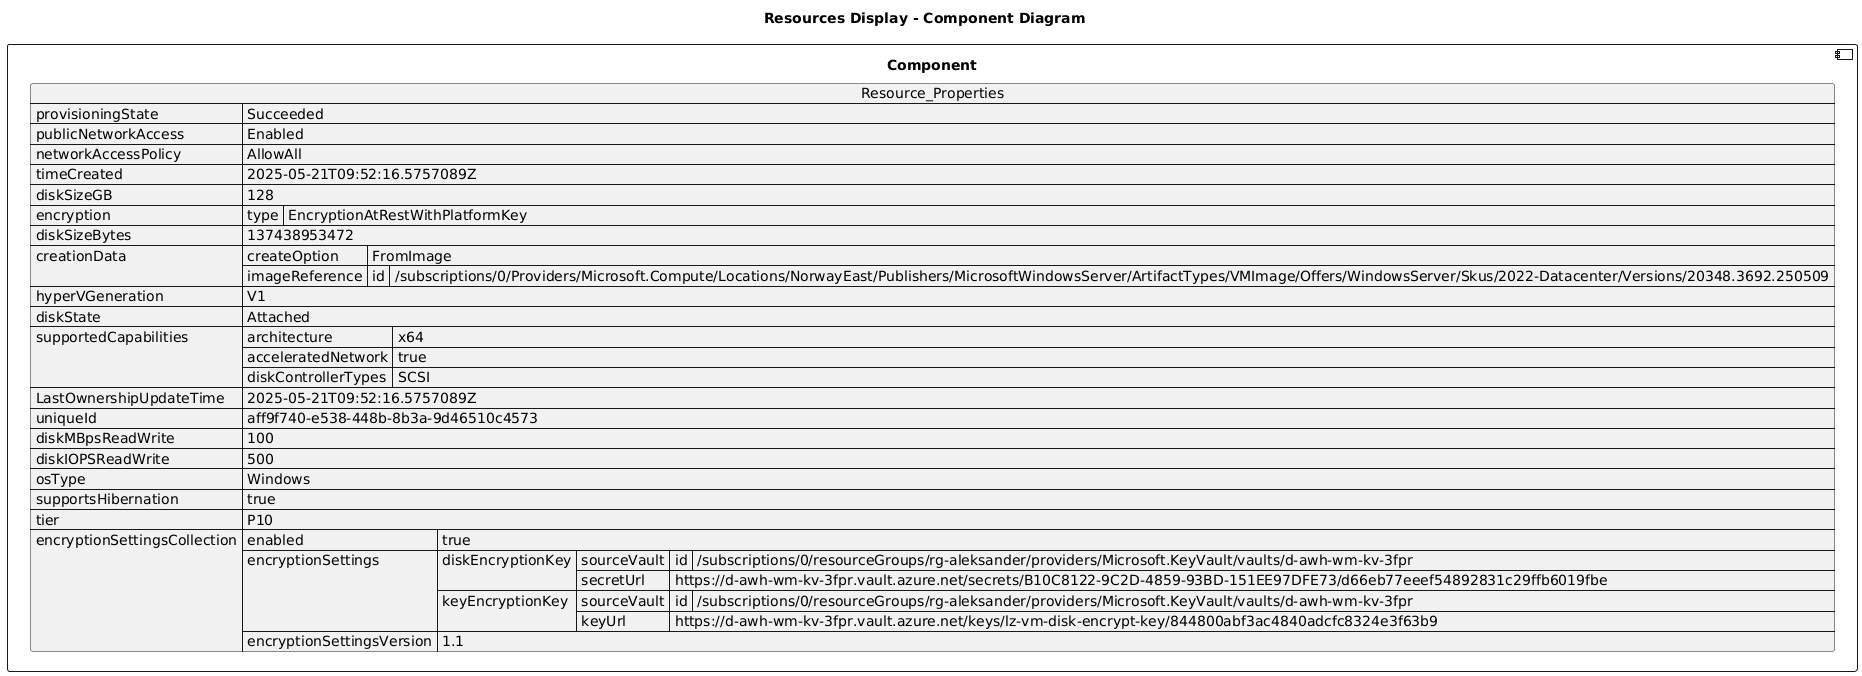 Resources Display - Component Diagram
Component
Resource_Properties
provisioningState Succeeded
publicNetworkAccess Enabled
networkAccessPolicy AllowAll
timeCreated 2025-05-21T09:52:16.5757089Z
diskSizeGB 128
encryption type EncryptionAtRestWithPlatformKey
diskSizeBytes 137438953472
creationData createOption FromImage
imageReference id /subscriptions/0/Providers/Microsoft.Compute/Locations/NorwayEast/Publishers/MicrosoftWindowsServer/ArtifactTypes/VMImage/Offers/WindowsServer/Skus/2022-Datacenter/Versions/20348.3692.250509
hyperVGeneration V1
diskState Attached
supportedCapabilities architecture x64
acceleratedNetwork true
diskControllerTypes SCSI
LastOwnershipUpdateTime 2025-05-21T09:52:16.5757089Z
uniqueId aff9f740-e538-448b-8b3a-9d46510c4573
diskMBpsReadWrite 100
diskIOPSReadWrite 500
osType Windows
supportsHibernation true
tier P10
encryptionSettingsCollection enabled true
encryptionSettings diskEncryptionKey sourceVault id /subscriptions/0/resourceGroups/rg-aleksander/providers/Microsoft.KeyVault/vaults/d-awh-wm-kv-3fpr
secretUrl https://d-awh-wm-kv-3fpr.vault.azure.net/secrets/B10C8122-9C2D-4859-93BD-151EE97DFE73/d66eb77eeef54892831c29ffb6019fbe
keyEncryptionKey sourceVault id /subscriptions/0/resourceGroups/rg-aleksander/providers/Microsoft.KeyVault/vaults/d-awh-wm-kv-3fpr
keyUrl https://d-awh-wm-kv-3fpr.vault.azure.net/keys/lz-vm-disk-encrypt-key/844800abf3ac4840adcfc8324e3f63b9
encryptionSettingsVersion 1.1